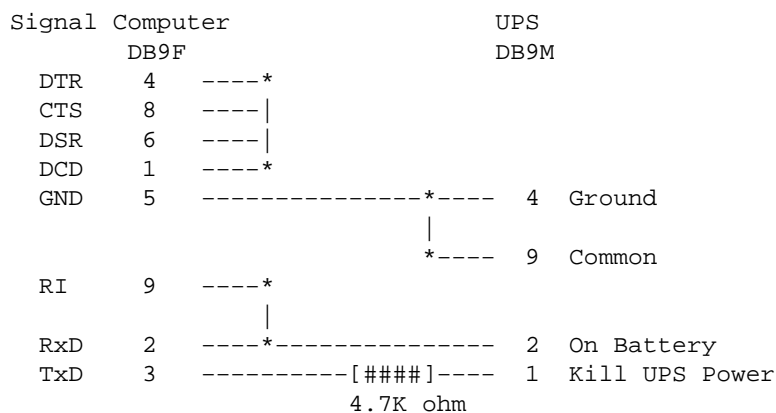 Signal Computer                    UPS
         DB9F                      DB9M
  DTR    4   ----*
  CTS    8   ----|
  DSR    6   ----|
  DCD    1   ----*
  GND    5   ---------------*----  4  Ground
                            |
                            *----  9  Common
  RI     9   ----*
                 |
  RxD    2   ----*---------------  2  On Battery
  TxD    3   ----------[####]----  1  Kill UPS Power
                       4.7K ohm